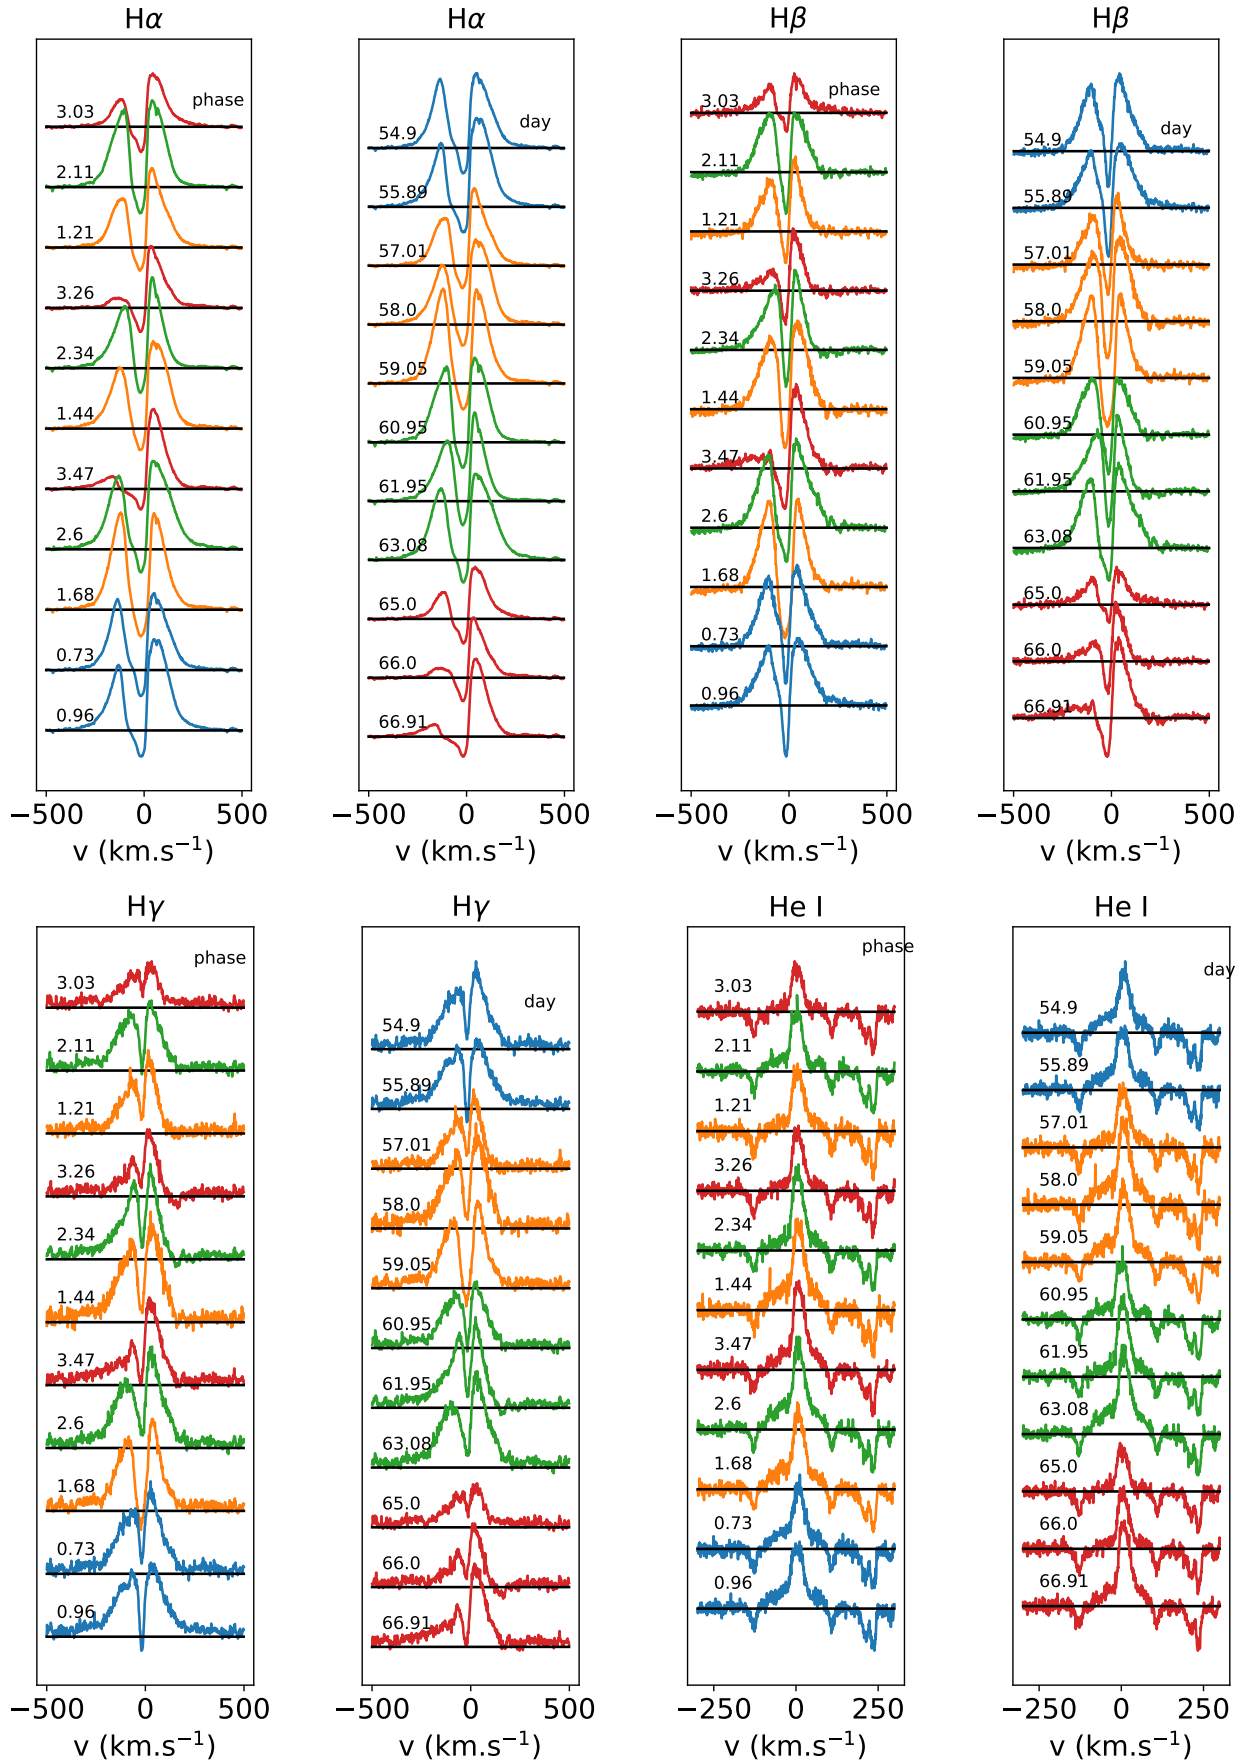 Hα
phase
3.03
2.11
1.21
3.26
2.34
1.44
3.47
2.6
1.68
0.73
0.96
−500 0 500
v (km.s⁻¹)
Hα
day
54.9
55.89
57.01
58.0
59.05
60.95
61.95
63.08
65.0
66.0
66.91
−500 0 500
v (km.s⁻¹)
Hβ
phase
3.03
2.11
1.21
3.26
2.34
1.44
3.47
2.6
1.68
0.73
0.96
−500 0 500
v (km.s⁻¹)
Hβ
day
54.9
55.89
57.01
58.0
59.05
60.95
61.95
63.08
65.0
66.0
66.91
−500 0 500
v (km.s⁻¹)
Hγ
phase
3.03
2.11
1.21
3.26
2.34
1.44
3.47
2.6
1.68
0.73
0.96
−500 0 500
v (km.s⁻¹)
Hγ
day
54.9
55.89
57.01
58.0
59.05
60.95
61.95
63.08
65.0
66.0
66.91
−500 0 500
v (km.s⁻¹)
He I
phase
3.03
2.11
1.21
3.26
2.34
1.44
3.47
2.6
1.68
0.73
0.96
−250 0 250
v (km.s⁻¹)
He I
day
54.9
55.89
57.01
58.0
59.05
60.95
61.95
63.08
65.0
66.0
66.91
−250 0 250
v (km.s⁻¹)